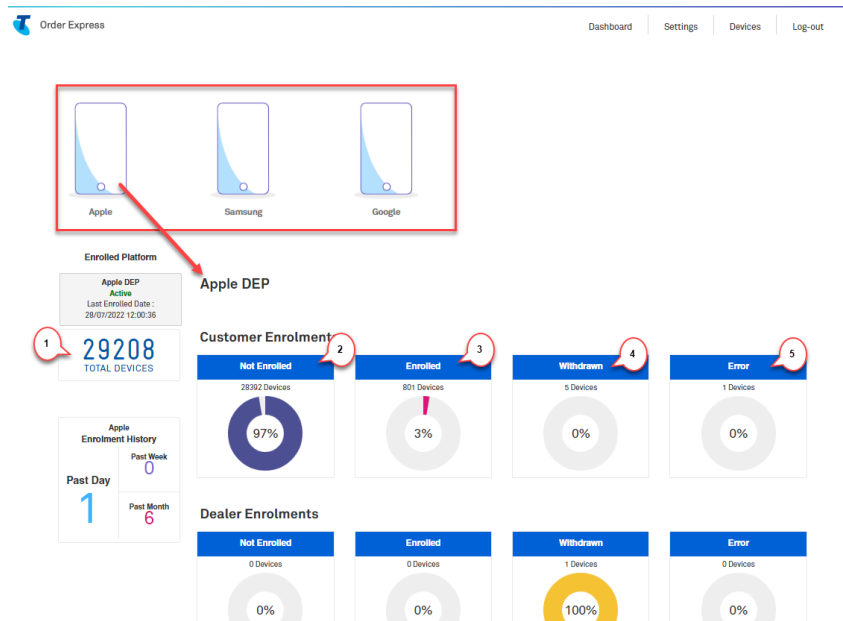 Order Express
Dashboard
Settings
Devices
Log-out
Apple
Samsung
Google
Enrolled Platform
Apple DEP
Active
Last Enrolled Date :
28/07/2022 12:00:36
1
29208
TOTAL DEVICES
Apple
Enrolment History
Past Day
1
Past Week
0
Past Month
6
Apple DEP
Customer Enrolments
2
3
4
5
Not Enrolled
Enrolled
Withdrawn
Error
28392 Devices
801 Devices
5 Devices
1 Devices
97%
3%
0%
0%
Dealer Enrolments
Not Enrolled
Enrolled
Withdrawn
Error
0 Devices
0 Devices
1 Devices
0 Devices
0%
0%
100%
0%